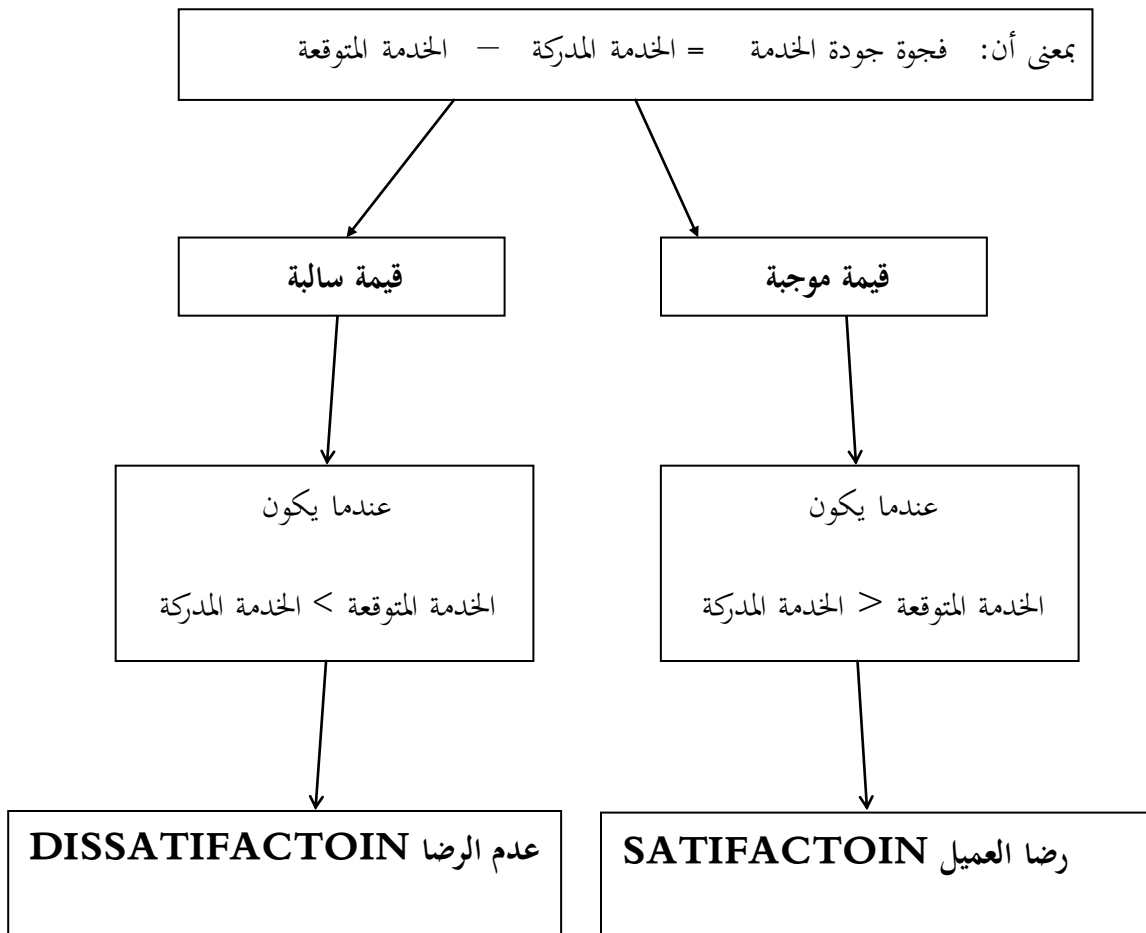 بمعنى أن: فجوة جودة الخدمة = الخدمة المدركة – الخدمة المتوقعة
قيمة موجبة
قيمة سالبة
عندما يكون
الخدمة المتوقعة < الخدمة المدركة
عندما يكون
الخدمة المتوقعة > الخدمة المدركة
رضا العميل SATIFACTOIN
عدم الرضا DISSATIFACTOIN